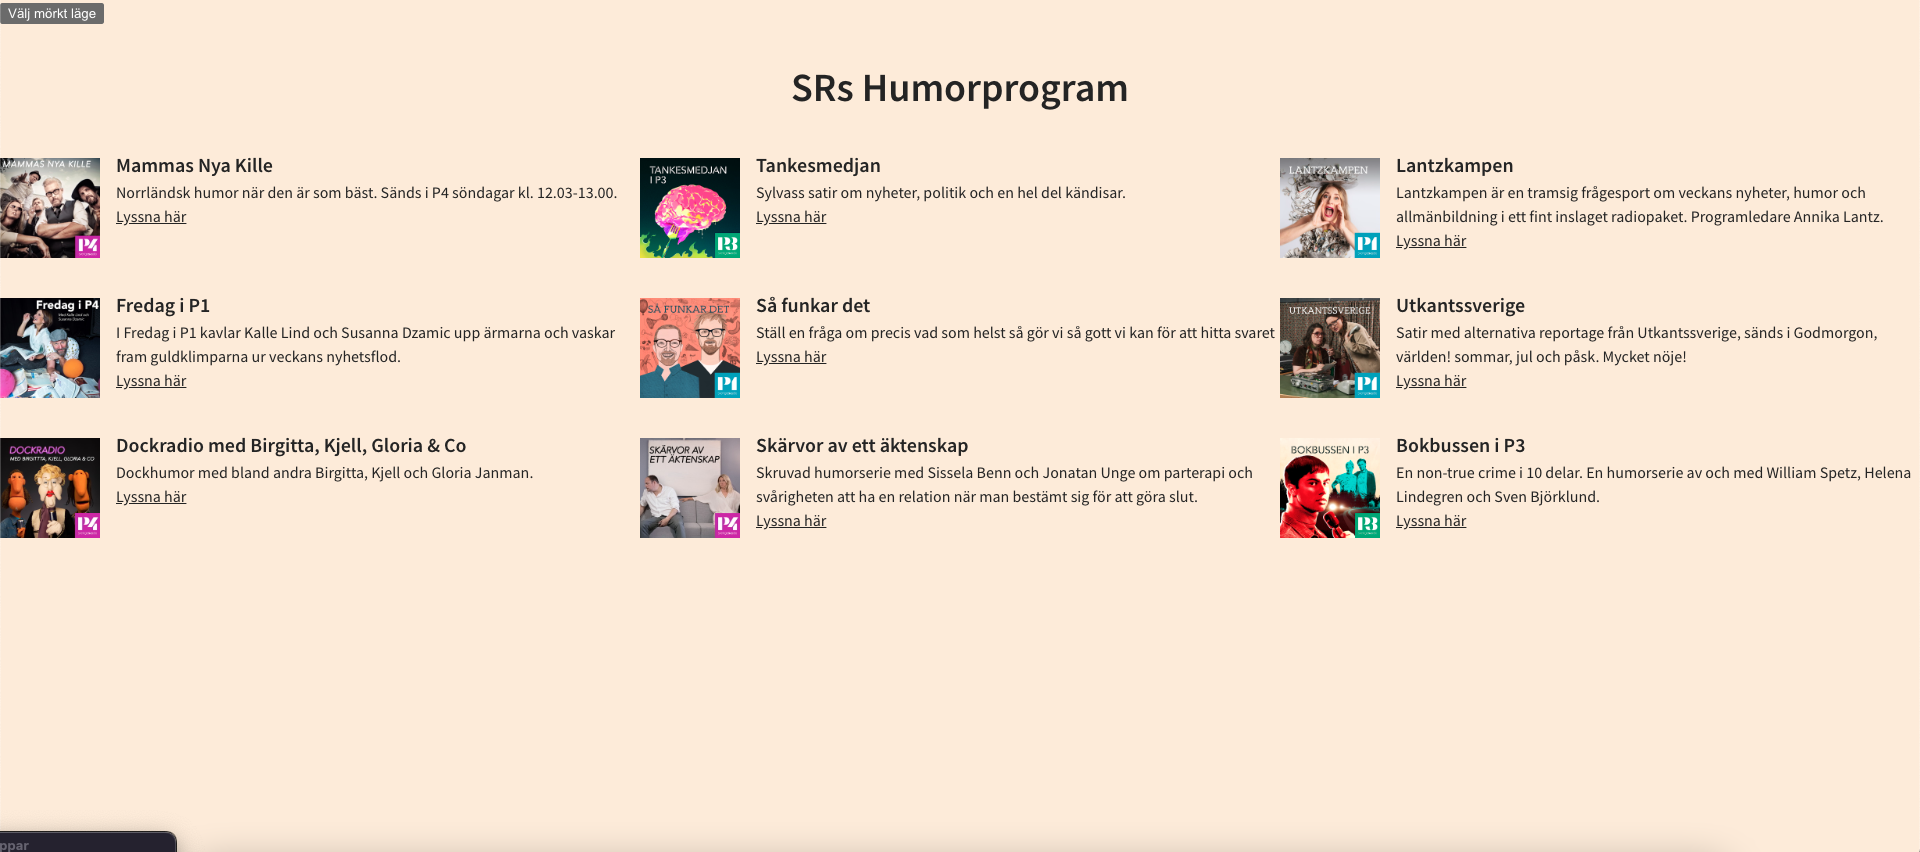 Välj mörkt läge
SRs Humorprogram
MAMMAS NYA KILLE
P4
Mammas Nya Kille
Norrländsk humor när den är som bäst. Sänds i P4 söndagar kl. 12.03-13.00.
Lyssna här
TANKESMEDJAN
I P3
P3
Tankesmedjan
Sylvass satir om nyheter, politik och en hel del kändisar.
Lyssna här
LANTZKAMPEN
P1
Lantzkampen
Lantzkampen är en tramsig frågesport om veckans nyheter, humor och
allmänbildning i ett fint inslaget radiopaket. Programledare Annika Lantz.
Lyssna här
Fredag i P4
Med Kalle Lind och
Susanna Dzamic
Fredag i P1
I Fredag i P1 kavlar Kalle Lind och Susanna Dzamic upp ärmarna och vaskar
fram guldklimparna ur veckans nyhetsflod.
Lyssna här
SÅ FUNKAR DET
P1
Så funkar det
Ställ en fråga om precis vad som helst så gör vi så gott vi kan för att hitta svaret
Lyssna här
UTKANTSSVERIGE
P1
Utkantssverige
Satir med alternativa reportage från Utkantssverige, sänds i Godmorgon,
världen! sommar, jul och påsk. Mycket nöje!
Lyssna här
DOCKRADIO
MED BIRGITTA, KJELL, GLORIA & CO
P4
Dockradio med Birgitta, Kjell, Gloria & Co
Dockhumor med bland andra Birgitta, Kjell och Gloria Janman.
Lyssna här
SKÄRVOR AV
ETT ÄKTENSKAP
P4
Skärvor av ett äktenskap
Skruvad humorserie med Sissela Benn och Jonatan Unge om parterapi och
svårigheten att ha en relation när man bestämt sig för att göra slut.
Lyssna här
BOKBUSSEN I P3
P3
Bokbussen i P3
En non-true crime i 10 delar. En humorserie av och med William Spetz, Helena
Lindegren och Sven Björklund.
Lyssna här
ppar